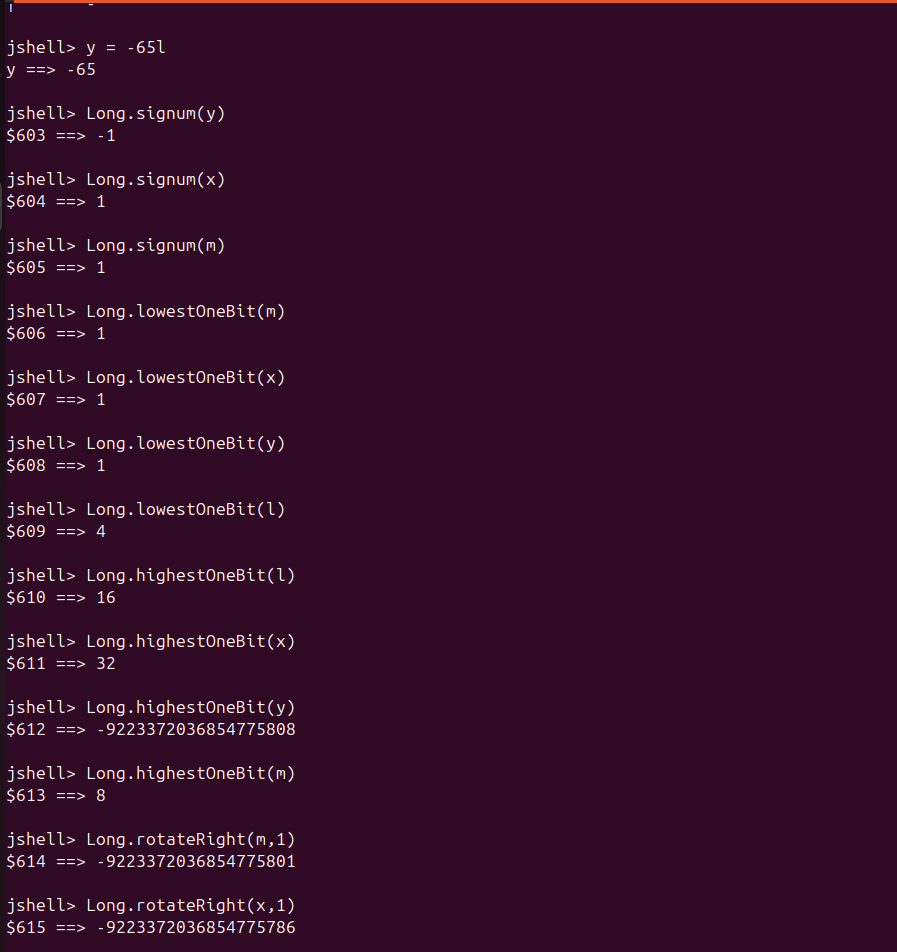 jshell> y = -65l
y ==> -65
jshell> Long.signum(y)
$603 ==> -1
jshell> Long.signum(x)
$604 ==> 1
jshell> Long.signum(m)
$605 ==> 1
jshell> Long.lowestOneBit(m)
$606 ==> 1
jshell> Long.lowestOneBit(x)
$607 ==> 1
jshell> Long.lowestOneBit(y)
$608 ==> 1
jshell> Long.lowestOneBit(l)
$609 ==> 4
jshell> Long.highestOneBit(l)
$610 ==> 16
jshell> Long.highestOneBit(x)
$611 ==> 32
jshell> Long.highestOneBit(y)
$612 ==> -9223372036854775808
jshell> Long.highestOneBit(m)
$613 ==> 8
jshell> Long.rotateRight(m,1)
$614 ==> -9223372036854775801
jshell> Long.rotateRight(x,1)
$615 ==> -9223372036854775786